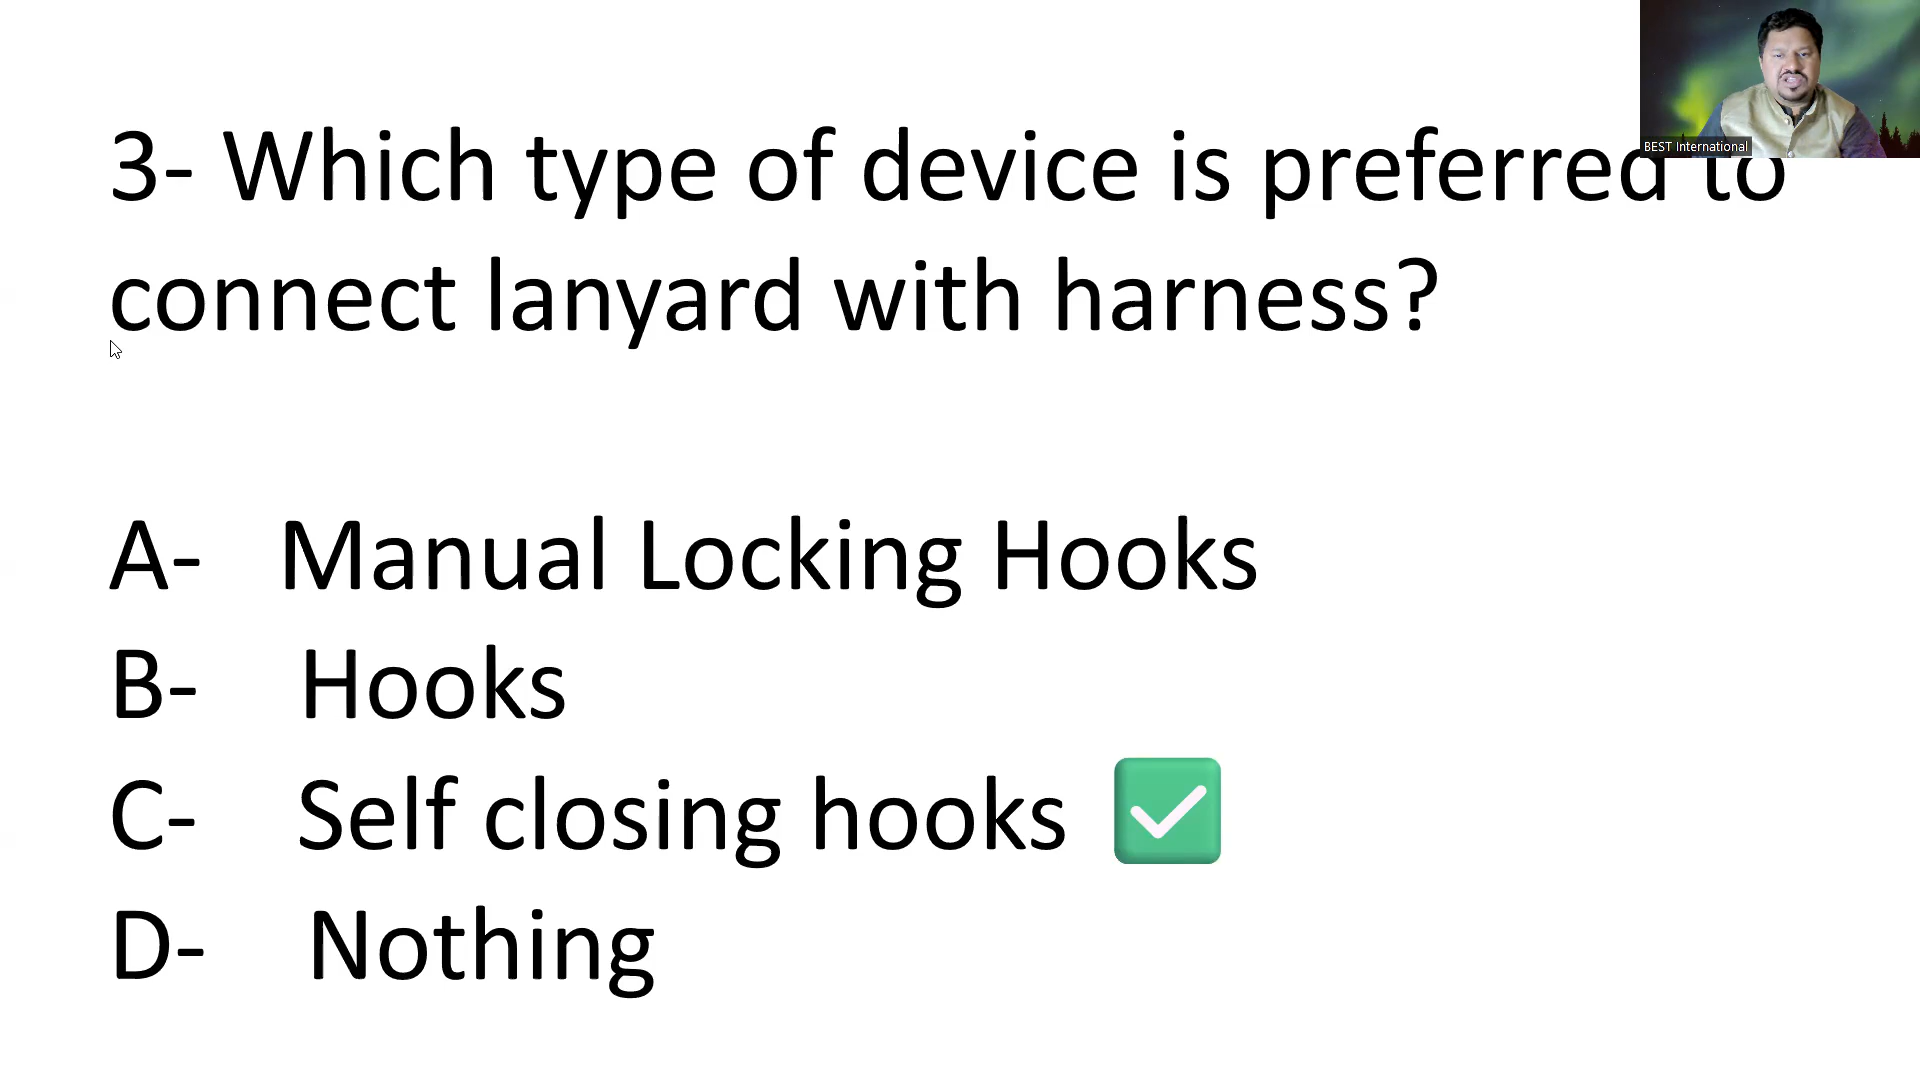 BEST International
3- Which type of device is preferred to
connect lanyard with harness?
A- Manual Locking Hooks
B- Hooks
C- Self closing hooks
D- Nothing